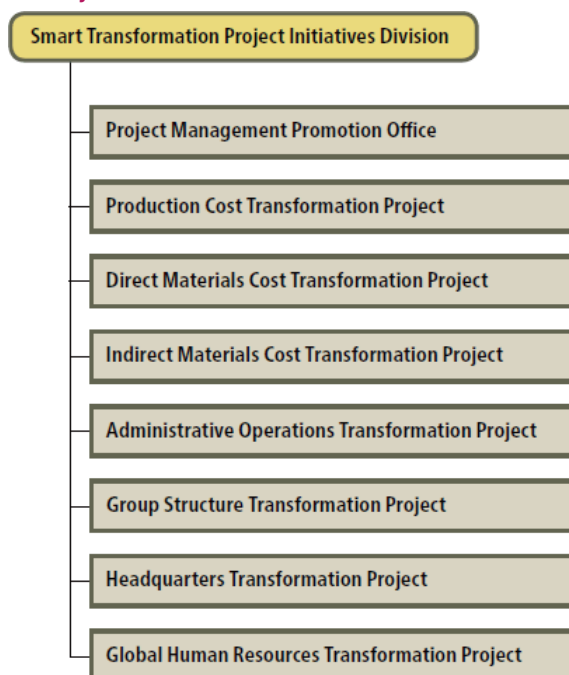 Smart Transformation Project Initiatives Division
Project Management Promotion Office
Production Cost Transformation Project
Direct Materials Cost Transformation Project
Indirect Materials Cost Transformation Project
Administrative Operations Transformation Project
Group Structure Transformation Project
Headquarters Transformation Project
Global Human Resources Transformation Project